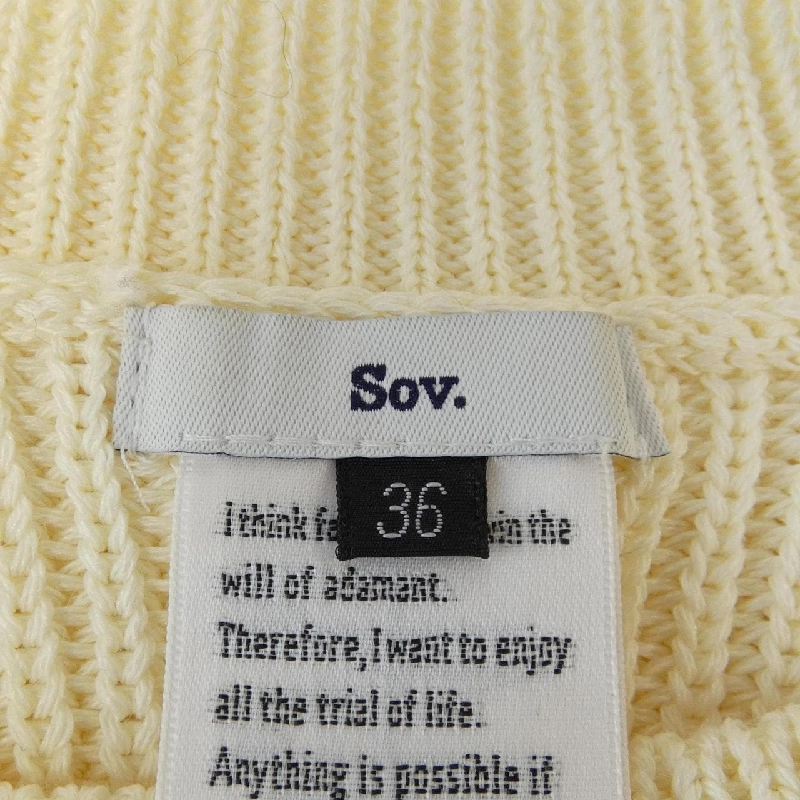 Sov.
36
I think in the
will of adamant.
Therefore, I want to enjoy
all the trial of life.
Anything is possible if